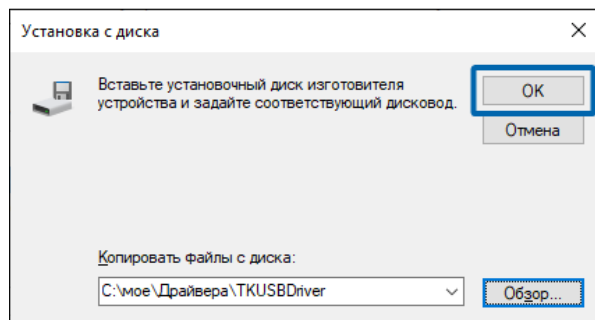 Установка с диска
Вставьте установочный диск изготовителя
устройства и задайте соответствующий дисковод.
OK
Отмена
Копировать файлы с диска:
C:\мое\Драйвера\TKUSBDriver
Обзор...